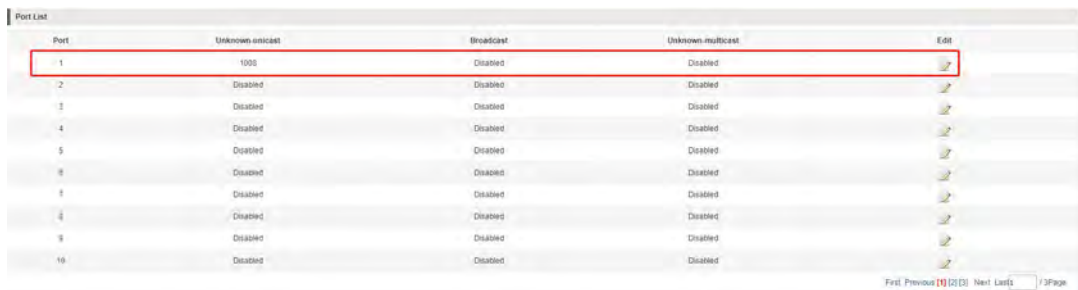 Port List
Port Unknown-unicast Broadcast Unknown-multicast Edit
1 1000 Disabled Disabled
2 Disabled Disabled Disabled
3 Disabled Disabled Disabled
4 Disabled Disabled Disabled
5 Disabled Disabled Disabled
6 Disabled Disabled Disabled
7 Disabled Disabled Disabled
8 Disabled Disabled Disabled
9 Disabled Disabled Disabled
10 Disabled Disabled Disabled
First Previous [1] [2] [3] Next / 3Page